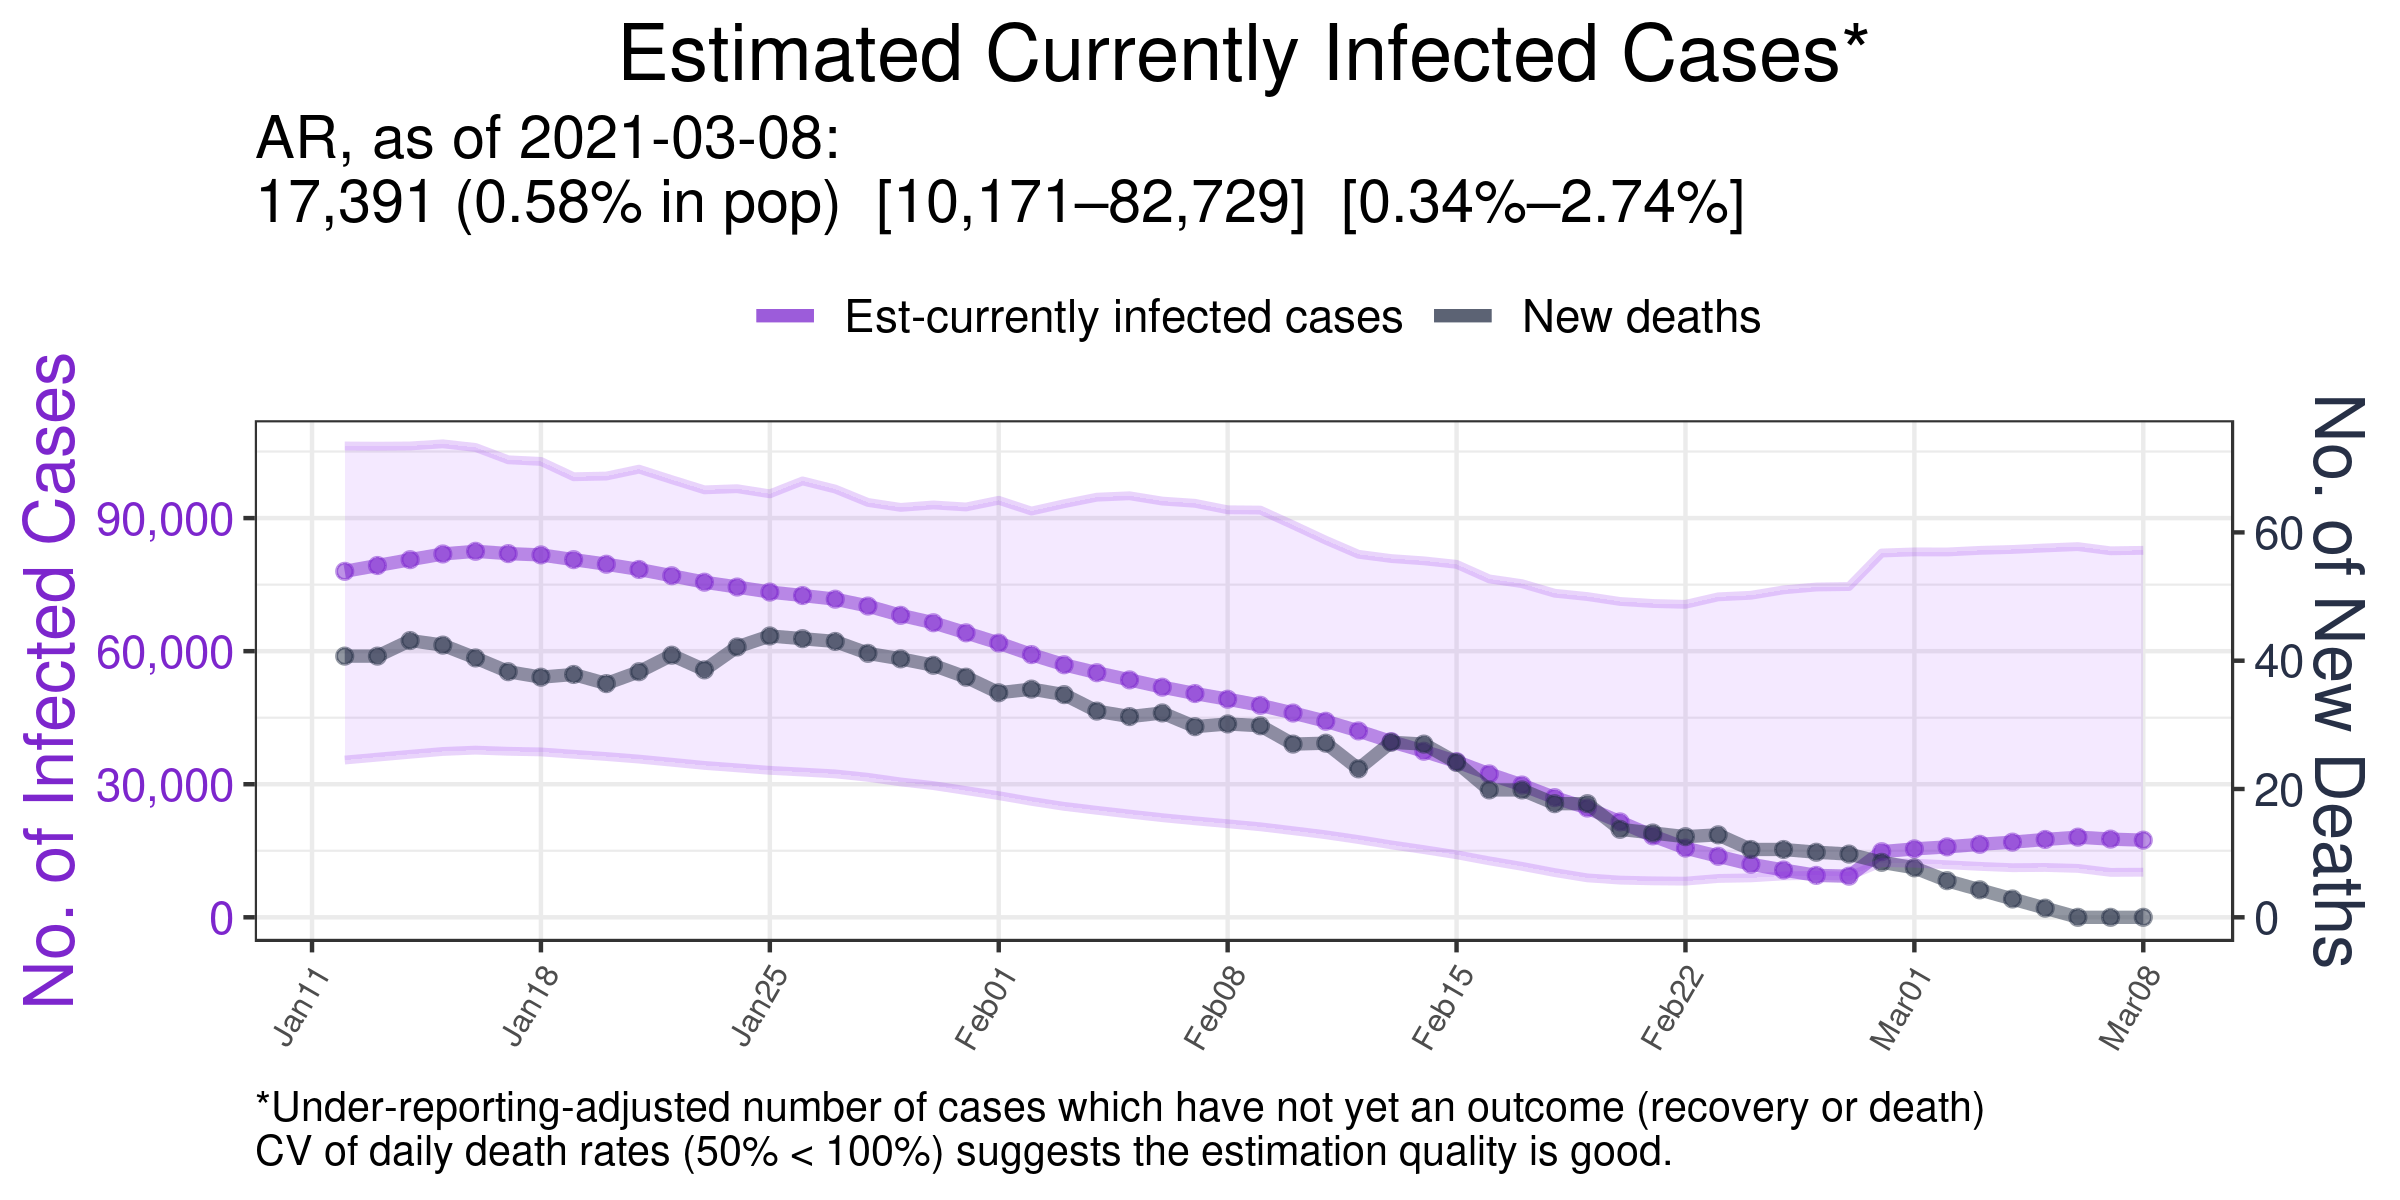 Estimated Currently Infected Cases*
AR, as of 2021-03-08:
17,391 (0.58% in pop)  [10,171–82,729]  [0.34%–2.74%]
Est-currently infected cases
New deaths
No. of Infected Cases
90,000
60,000
30,000
0
No. of New Deaths
60
40
20
0
Jan11
Jan18
Jan25
Feb01
Feb08
Feb15
Feb22
Mar01
Mar08
*Under-reporting-adjusted number of cases which have not yet an outcome (recovery or death)
CV of daily death rates (50% < 100%) suggests the estimation quality is good.